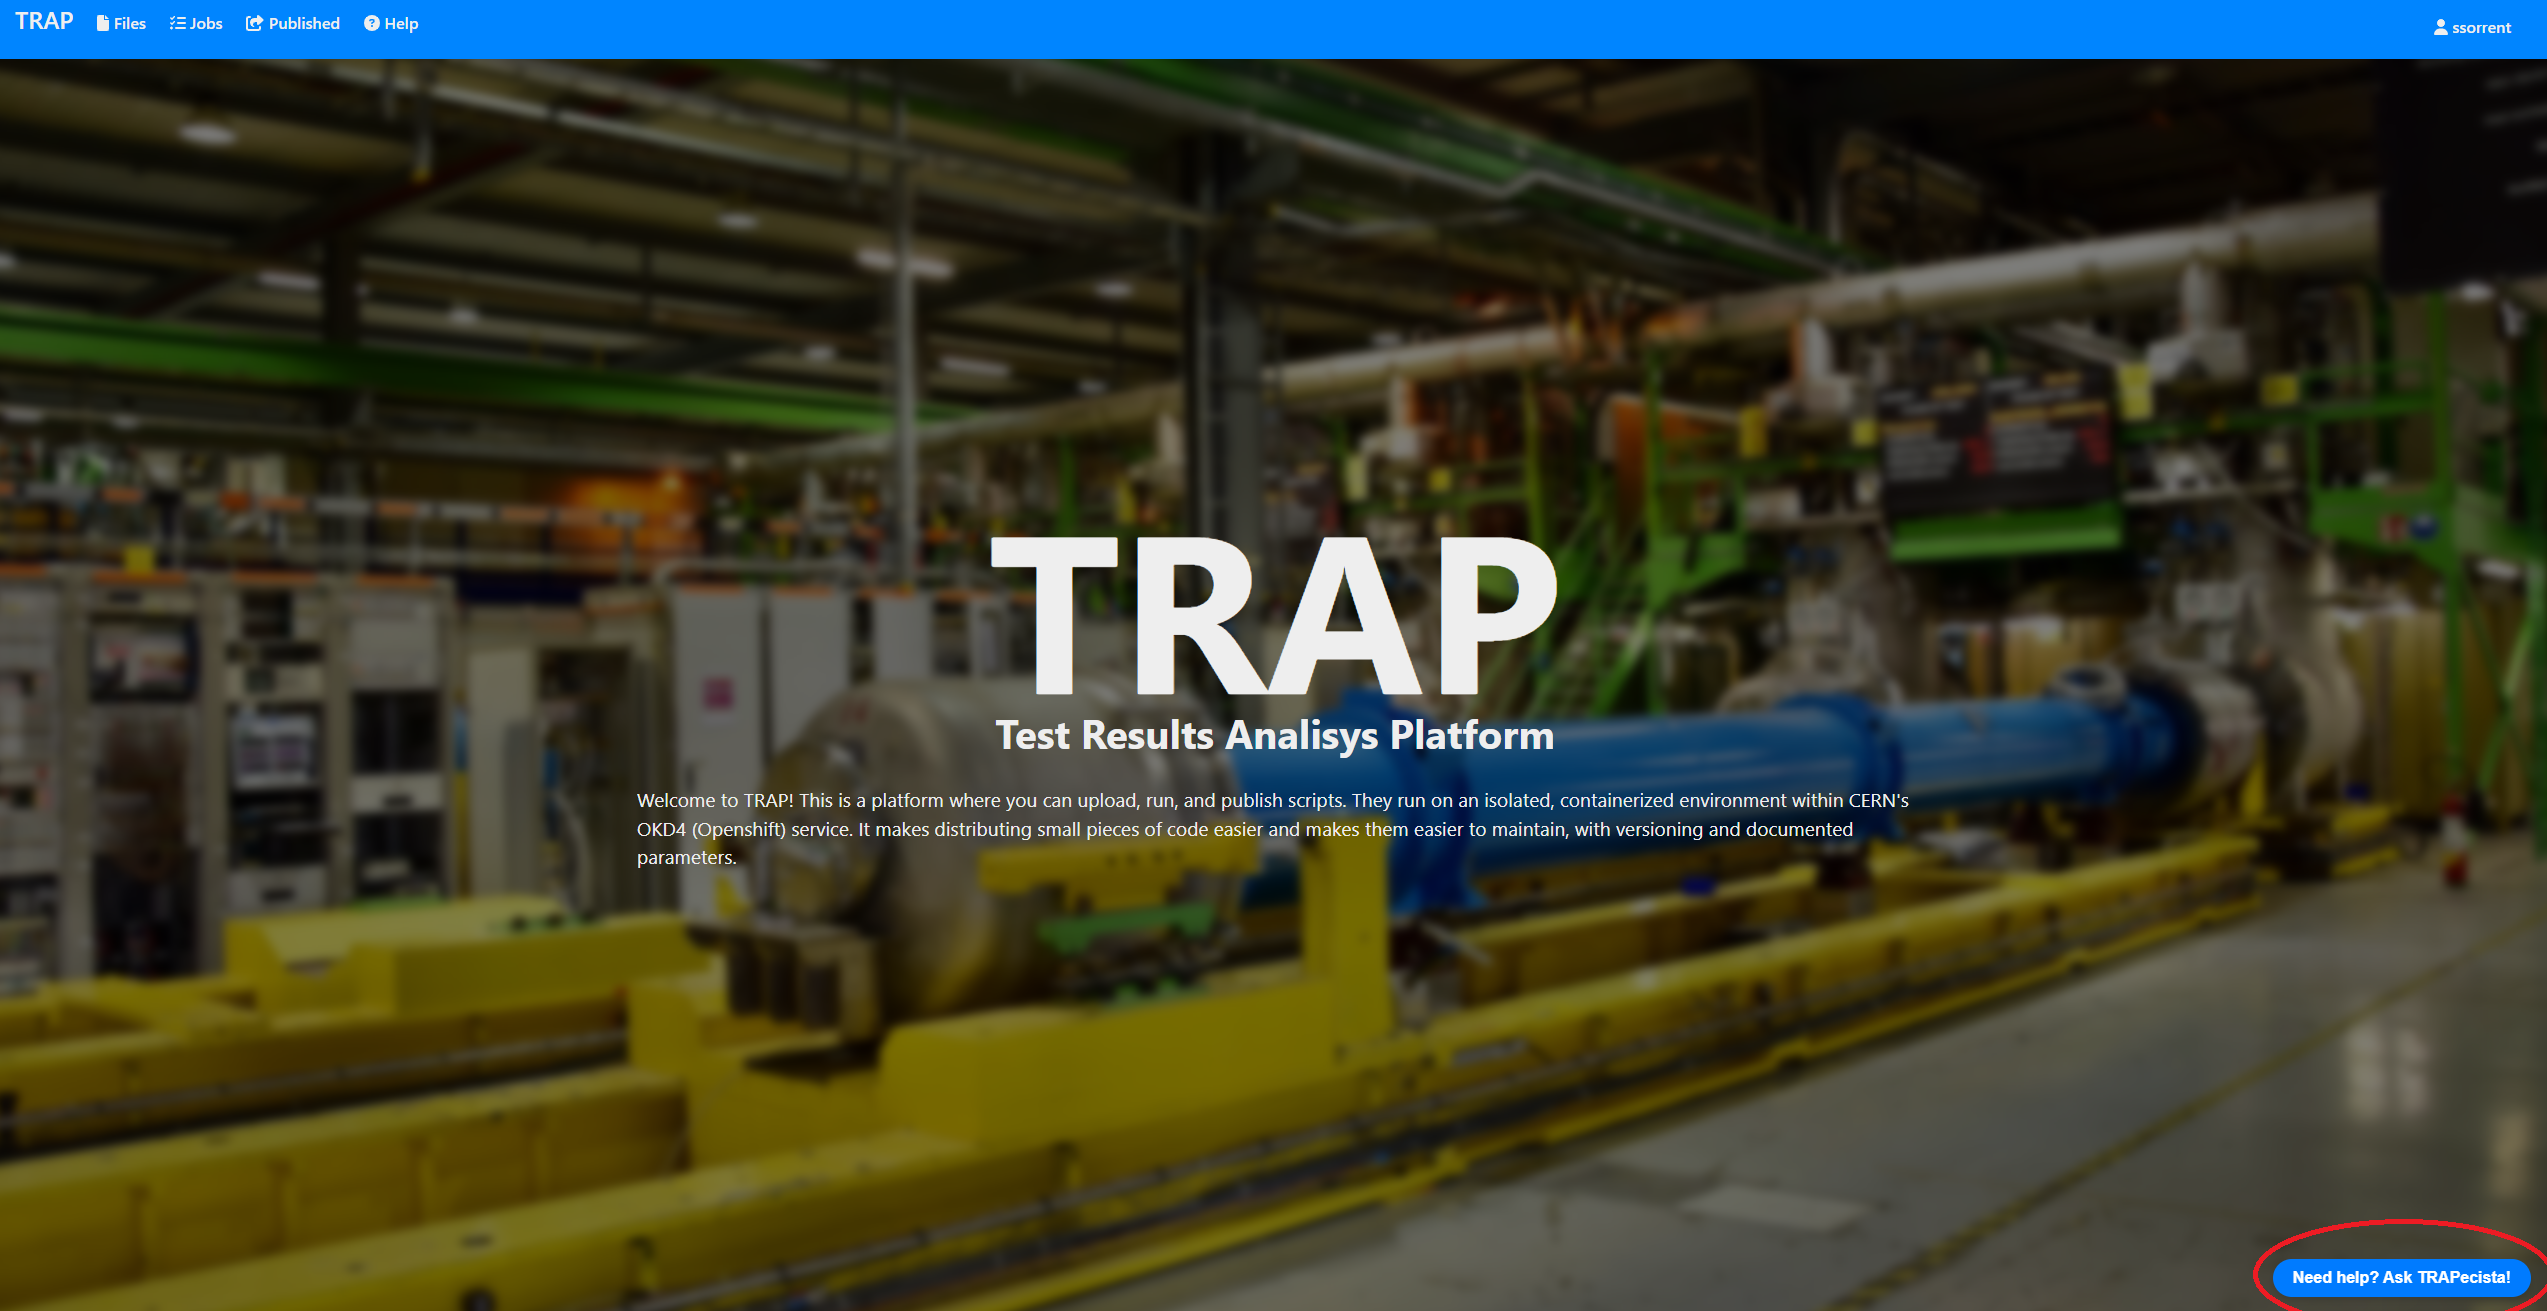 TRAP Files Jobs Published Help ssorrent
TRAP
Test Results Analisys Platform
Welcome to TRAP! This is a platform where you can upload, run, and publish scripts. They run on an isolated, containerized environment within CERN's
OKD4 (Openshift) service. It makes distributing small pieces of code easier and makes them easier to maintain, with versioning and documented
parameters.
Need help? Ask TRAPecista!